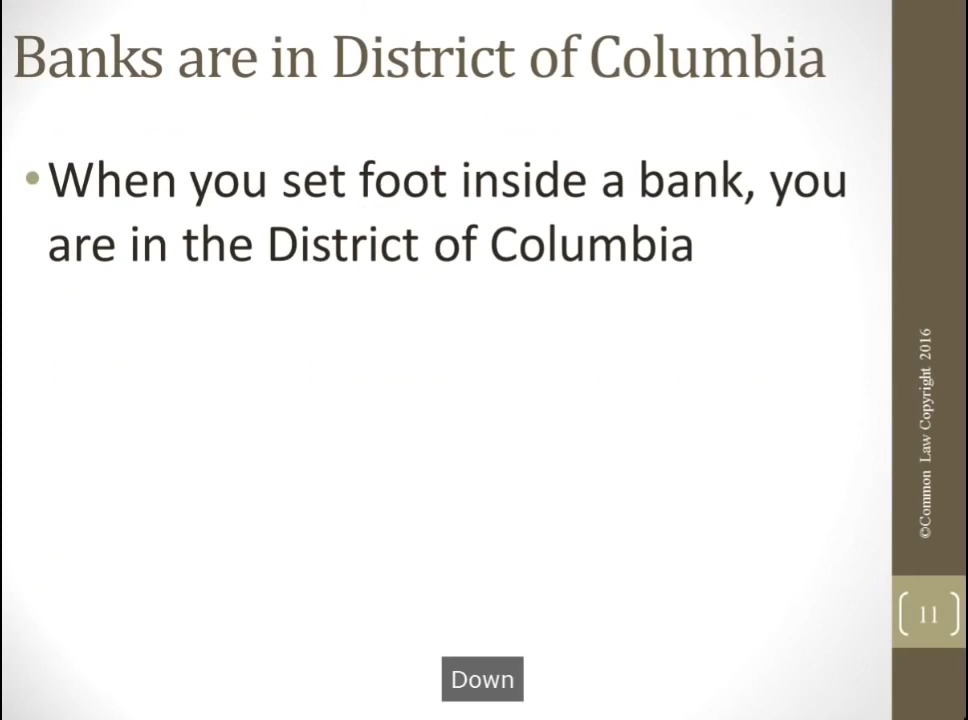 Banks are in District of Columbia
•When you set foot inside a bank, you
are in the District of Columbia
©Common Law Copyright 2016
11
Down